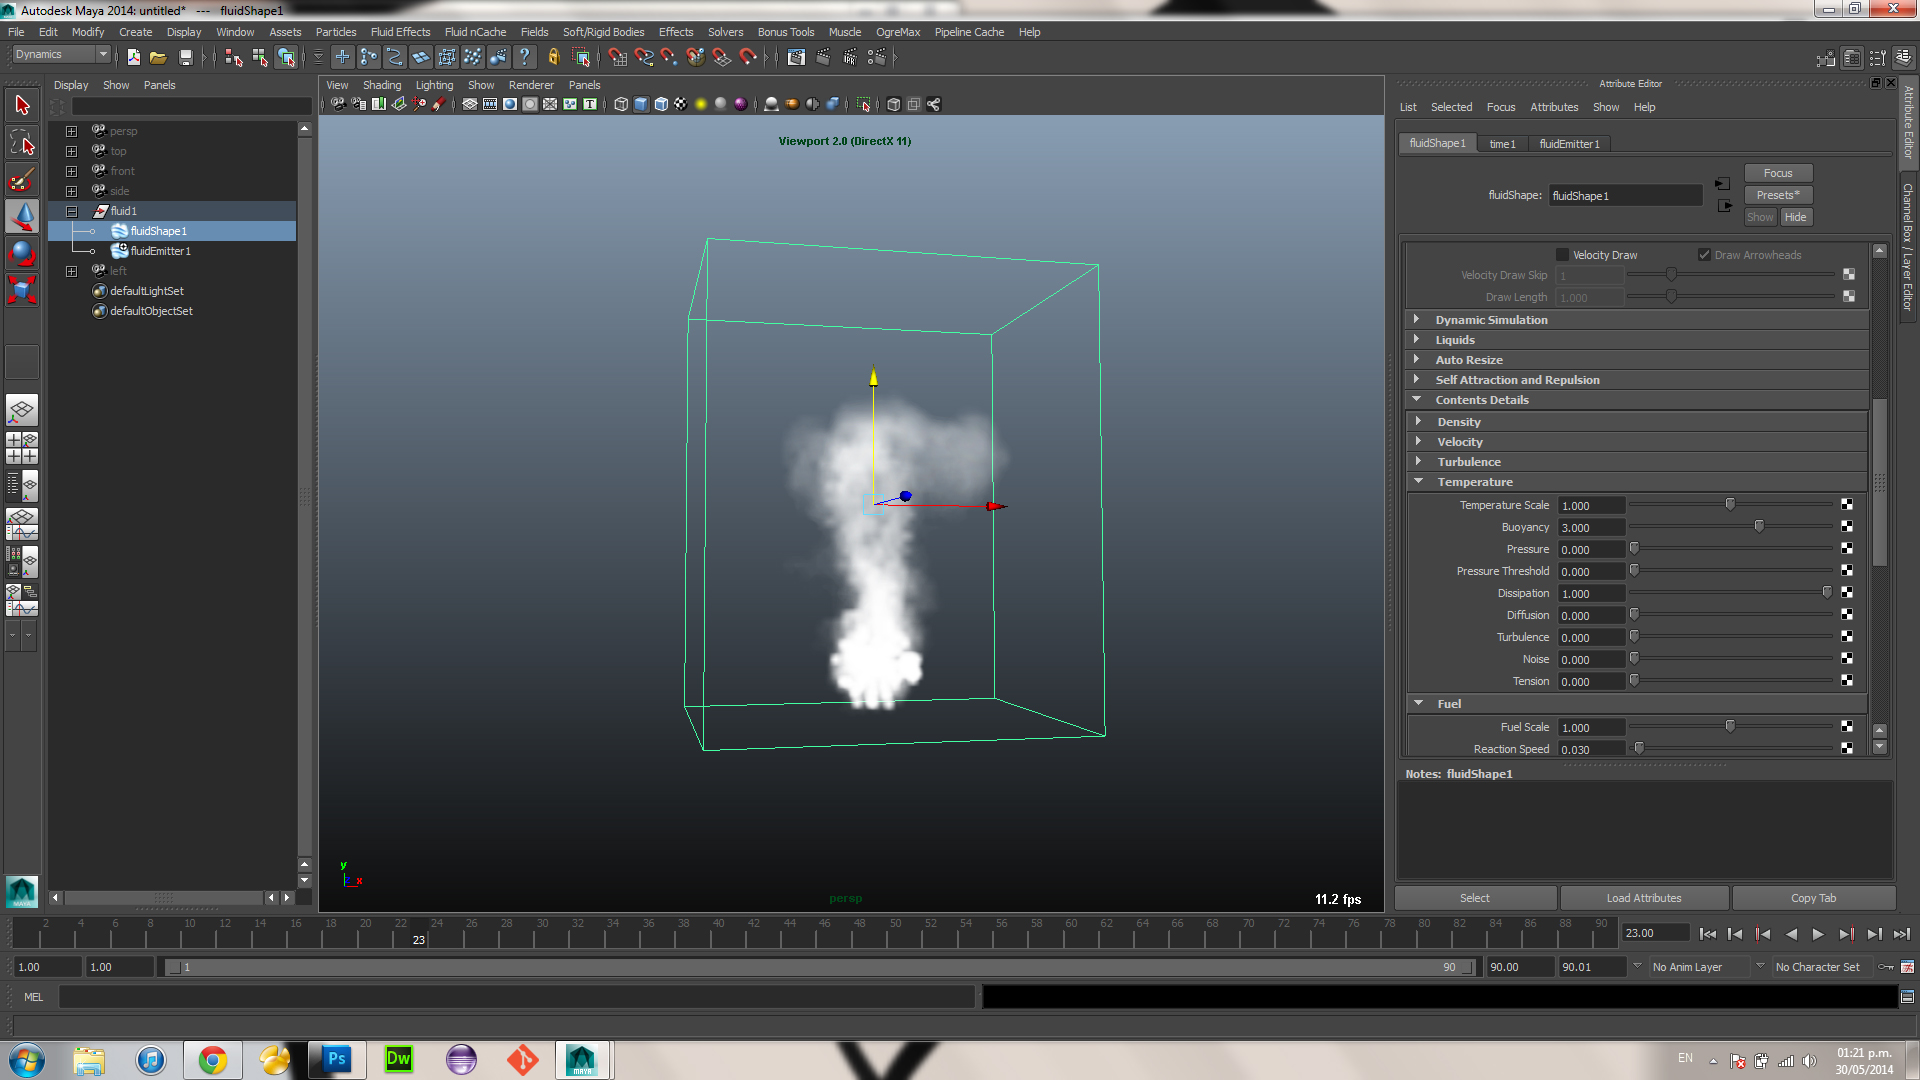 Autodesk Maya 2014: untitled* --- fluidShape1
File Edit Modify Create Display Window Assets Particles Fluid Effects Fluid nCache Fields Soft/Rigid Bodies Effects Solvers Bonus Tools Muscle OgreMax Pipeline Cache Help
Dynamics
Display Show Panels
persp
top
front
side
fluid1
fluidShape1
fluidEmitter1
left
defaultLightSet
defaultObjectSet
View Shading Lighting Show Renderer Panels
Viewport 2.0 (DirectX 11)
y
x
persp
11.2 fps
Attribute Editor
List Selected Focus Attributes Show Help
fluidShape1 time1 fluidEmitter1
fluidShape: fluidShape1
Focus
Presets*
Show Hide
Velocity Draw Draw Arrowheads
Velocity Draw Skip 1
Draw Length 1.000
Dynamic Simulation
Liquids
Auto Resize
Self Attraction and Repulsion
Contents Details
Density
Velocity
Turbulence
Temperature
Temperature Scale 1.000
Buoyancy 3.000
Pressure 0.000
Pressure Threshold 0.000
Dissipation 1.000
Diffusion 0.000
Turbulence 0.000
Noise 0.000
Tension 0.000
Fuel
Fuel Scale 1.000
Reaction Speed 0.030
Notes: fluidShape1
Select Load Attributes Copy Tab
Attribute Editor
Channel Box / Layer Editor
2 4 6 8 10 12 14 16 18 20 22 24 26 28 30 32 34 36 38 40 42 44 46 48 50 52 54 56 58 60 62 64 66 68 70 72 74 76 78 80 82 84 86 88 90
23
23.00
1.00 1.00 1 90 90.00 90.01 No Anim Layer No Character Set
MEL
Ps Dw MAYA
EN
01:21 p.m.
30/05/2014